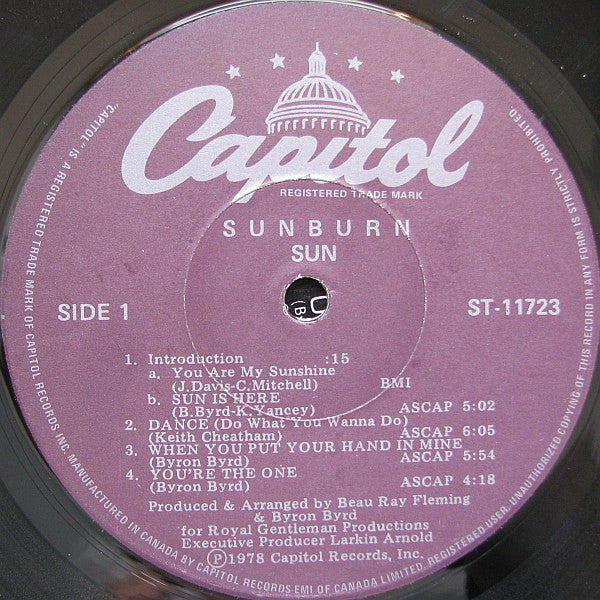 Capitol
REGISTERED TRADE MARK
SUNBURN
SUN
SIDE 1
ST-11723
1. Introduction :15
a. You Are My Sunshine
(J.Davis-C.Mitchell) BMI
b. SUN IS HERE
(B.Byrd-K.Yancey) ASCAP 5:02
2. DANCE (Do What You Wanna Do)
(Keith Cheatham) ASCAP 6:05
3. WHEN YOU PUT YOUR HAND IN MINE
(Byron Byrd) ASCAP 5:54
4. YOU'RE THE ONE
(Byron Byrd) ASCAP 4:18
Produced & Arranged by Beau Ray Fleming
& Byron Byrd
for Royal Gentleman Productions
Executive Producer Larkin Arnold
Ⓟ1978 Capitol Records, Inc.
"CAPITOL" IS A REGISTERED TRADE MARK OF CAPITOL RECORDS INC. MANUFACTURED IN CANADA BY CAPITOL RECORDS-EMI OF CANADA LIMITED, REGISTERED USER. UNAUTHORIZED COPYING OF THIS RECORD IN ANY FORM IS STRICTLY PROHIBITED.